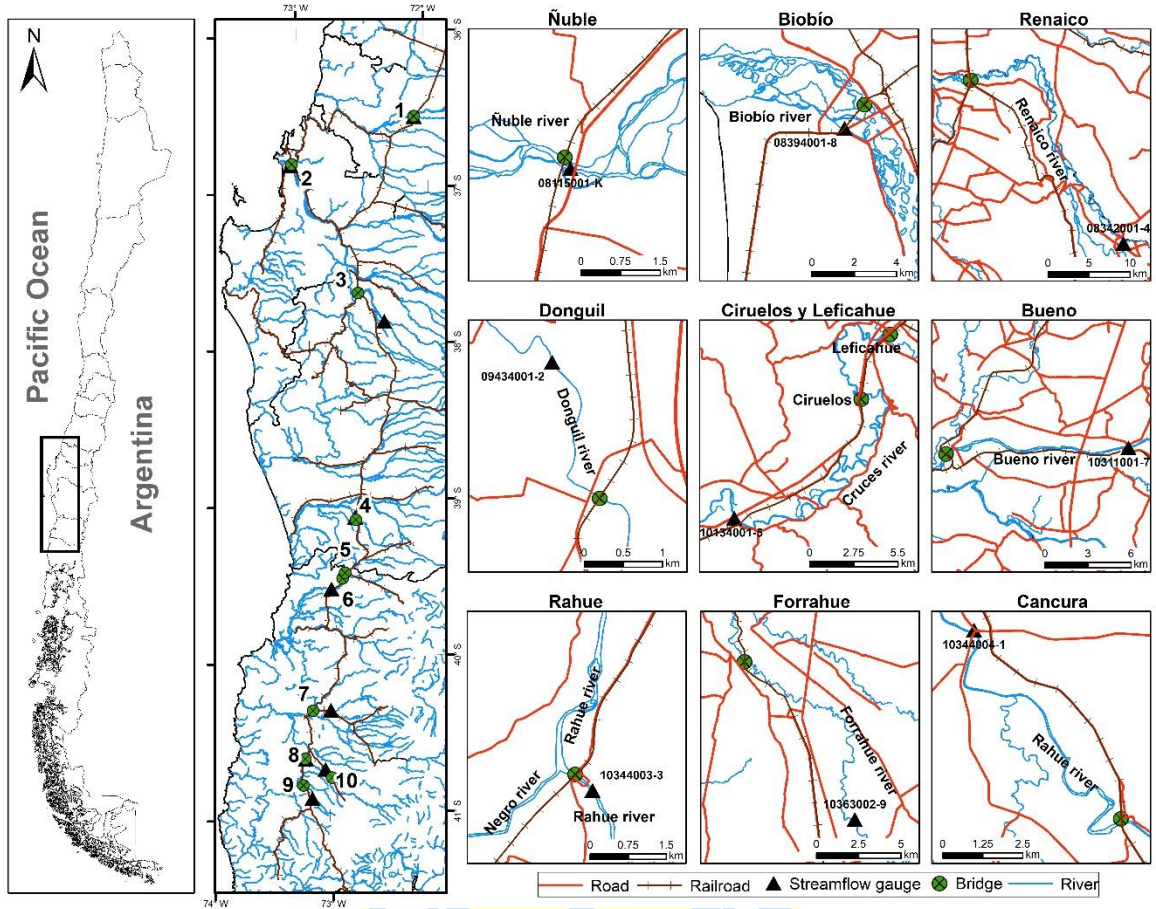 N
Pacific Ocean
Argentina
73° W
72° W
36° S
37° S
38° S
39° S
40° S
41° S
74° W
73° W
1
2
3
4
5
6
7
8
9
10
Ñuble
Ñuble river
08115001-K
0 0.75 1.5
km
Biobío
Biobío river
08394001-8
0 2 4
km
Renaico
Renaico river
08342001-4
0 5 10
km
Donguil
09434001-2
Donguil river
0 0.5 1
km
Ciruelos y Leficahue
Leficahue
Ciruelos
Cruces river
10134001-5
0 2.75 5.5
km
Bueno
Bueno river
10311001-7
0 3 6
km
Rahue
Rahue river
Negro river
10344003-3
Rahue river
0 0.75 1.5
km
Forrahue
Forrahue river
10363002-9
0 2.5 5
km
Cancura
10344004-1
Rahue river
0 1.25 2.5
km
Road Railroad Streamflow gauge Bridge River